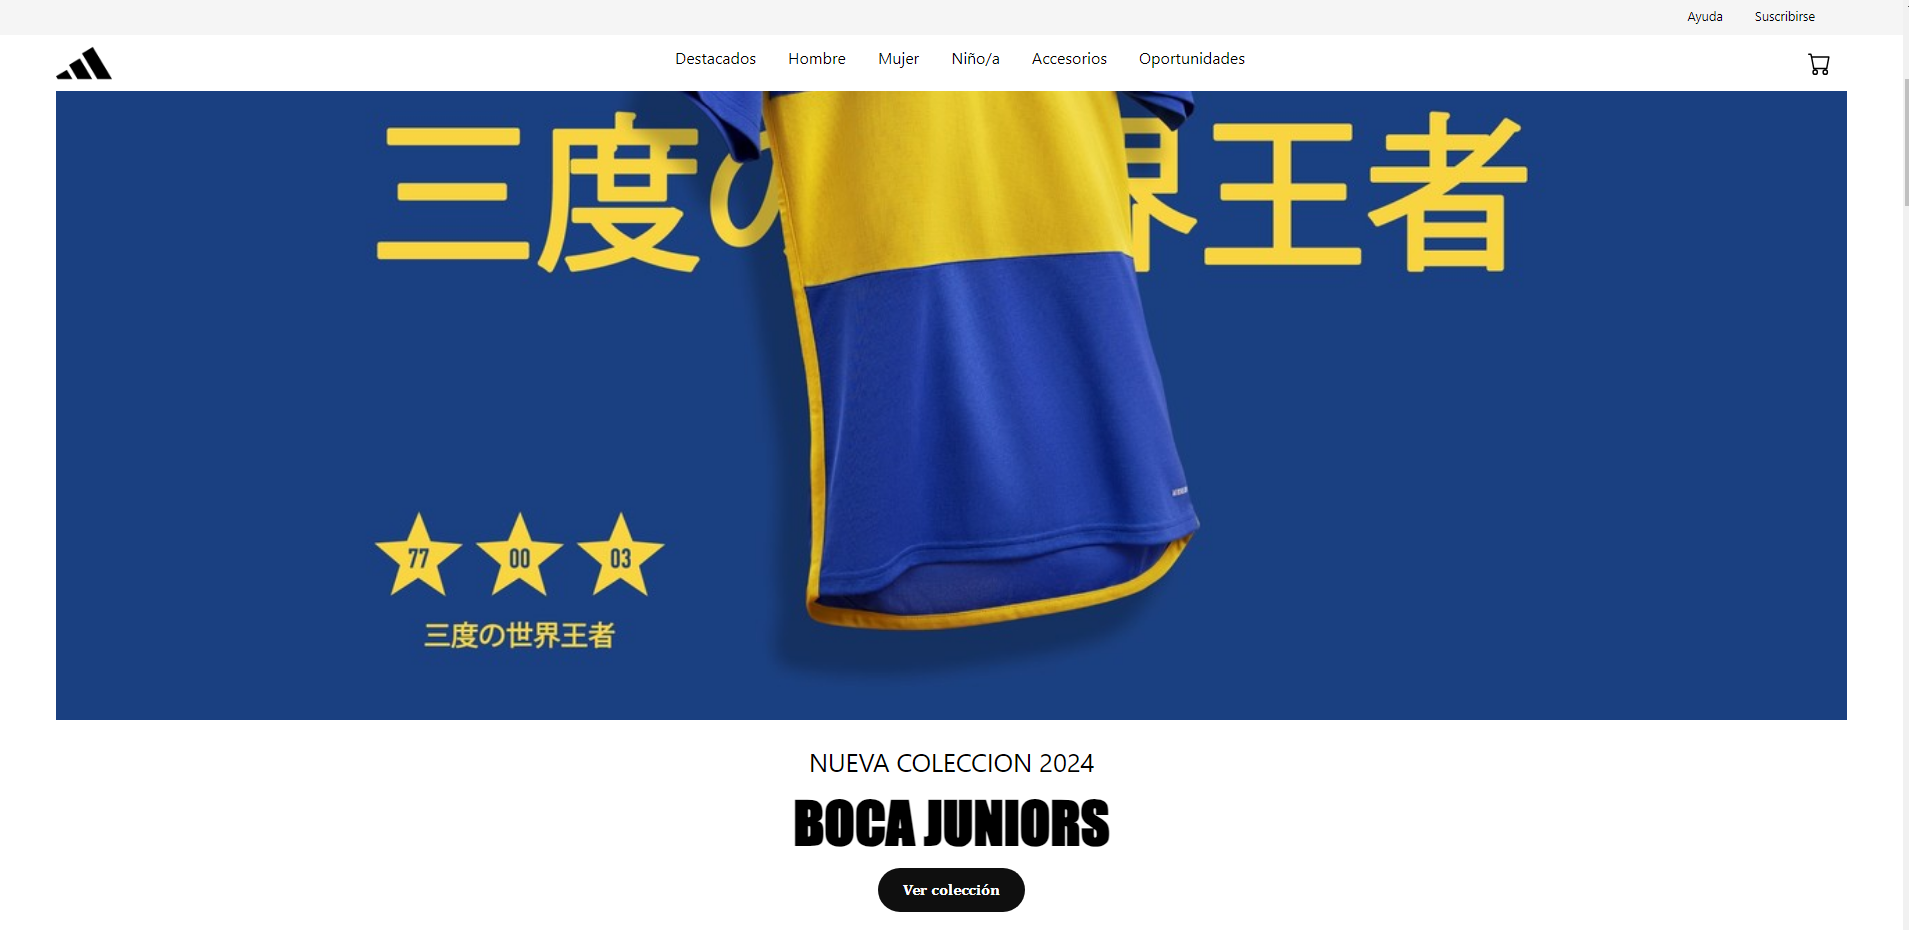 Ayuda Suscribirse
Destacados Hombre Mujer Niño/a Accesorios Oportunidades
三度の 界王者
77 00 03
三度の世界王者
NUEVA COLECCION 2024
BOCA JUNIORS
Ver colección